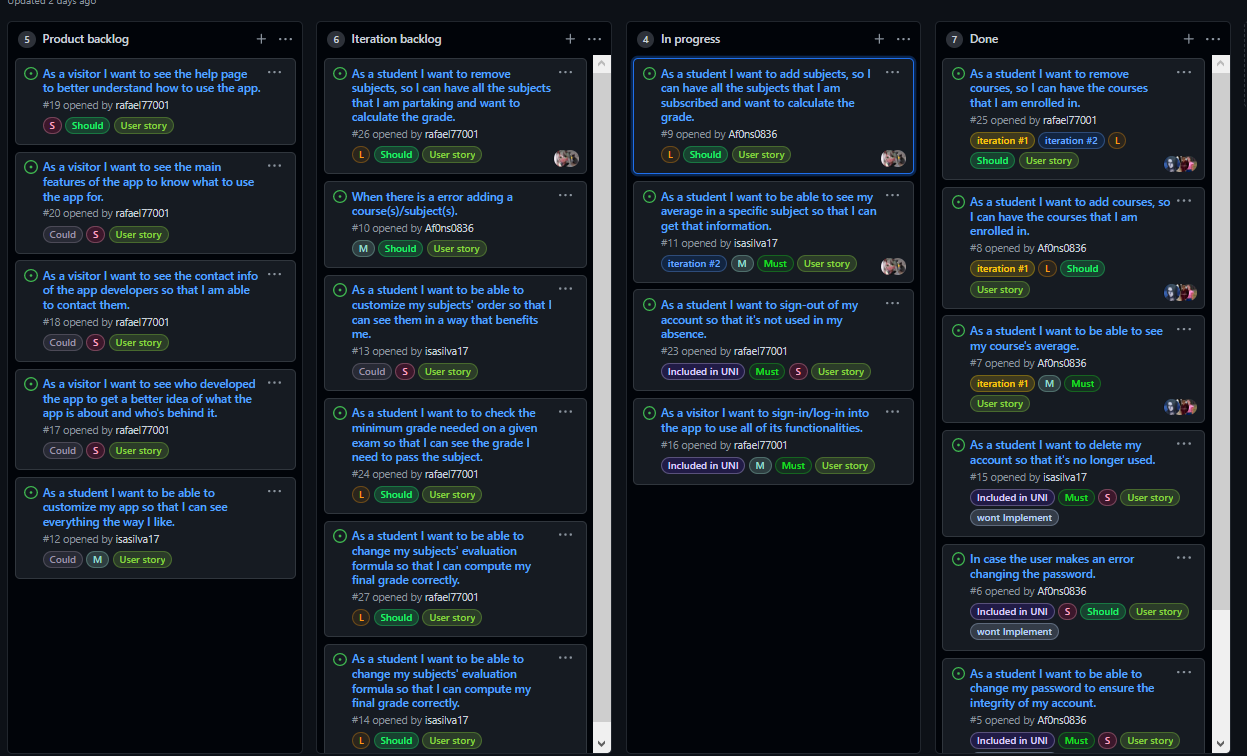 Updated 2 days ago
5 Product backlog
As a visitor I want to see the help page
to better understand how to use the app.
#19 opened by rafael77001
S Should User story
As a visitor I want to see the main
features of the app to know what to use
the app for.
#20 opened by rafael77001
Could S User story
As a visitor I want to see the contact info
of the app developers so that I am able
to contact them.
#18 opened by rafael77001
Could S User story
As a visitor I want to see who developed
the app to get a better idea of what the
app is about and who's behind it.
#17 opened by rafael77001
Could S User story
As a student I want to be able to
customize my app so that I can see
everything the way I like.
#12 opened by isasilva17
Could M User story
6 Iteration backlog
As a student I want to remove
subjects, so I can have all the subjects
that I am partaking and want to
calculate the grade.
#26 opened by rafael77001
L Should User story
When there is a error adding a
course(s)/subject(s).
#10 opened by Af0ns0836
M Should User story
As a student I want to be able to
customize my subjects' order so that I
can see them in a way that benefits
me.
#13 opened by isasilva17
Could S User story
As a student I want to to check the
minimum grade needed on a given
exam so that I can see the grade I
need to pass the subject.
#24 opened by rafael77001
L Should User story
As a student I want to be able to
change my subjects' evaluation
formula so that I can compute my
final grade correctly.
#27 opened by rafael77001
L Should User story
As a student I want to be able to
change my subjects' evaluation
formula so that I can compute my
final grade correctly.
#14 opened by isasilva17
L Should User story
4 In progress
As a student I want to add subjects, so I
can have all the subjects that I am
subscribed and want to calculate the
grade.
#9 opened by Af0ns0836
L Should User story
As a student I want to be able to see my
average in a specific subject so that I can
get that information.
#11 opened by isasilva17
iteration #2 M Must User story
As a student I want to sign-out of my
account so that it's not used in my
absence.
#23 opened by rafael77001
Included in UNI Must S User story
As a visitor I want to sign-in/log-in into
the app to use all of its functionalities.
#16 opened by rafael77001
Included in UNI M Must User story
7 Done
As a student I want to remove
courses, so I can have the courses
that I am enrolled in.
#25 opened by rafael77001
iteration #1 iteration #2 L
Should User story
As a student I want to add courses, so
I can have the courses that I am
enrolled in.
#8 opened by Af0ns0836
iteration #1 L Should
User story
As a student I want to be able to see
my course's average.
#7 opened by Af0ns0836
iteration #1 M Must
User story
As a student I want to delete my
account so that it's no longer used.
#15 opened by isasilva17
Included in UNI Must S User story
wont Implement
In case the user makes an error
changing the password.
#6 opened by Af0ns0836
Included in UNI S Should User story
wont Implement
As a student I want to be able to
change my password to ensure the
integrity of my account.
#5 opened by Af0ns0836
Included in UNI Must S User story